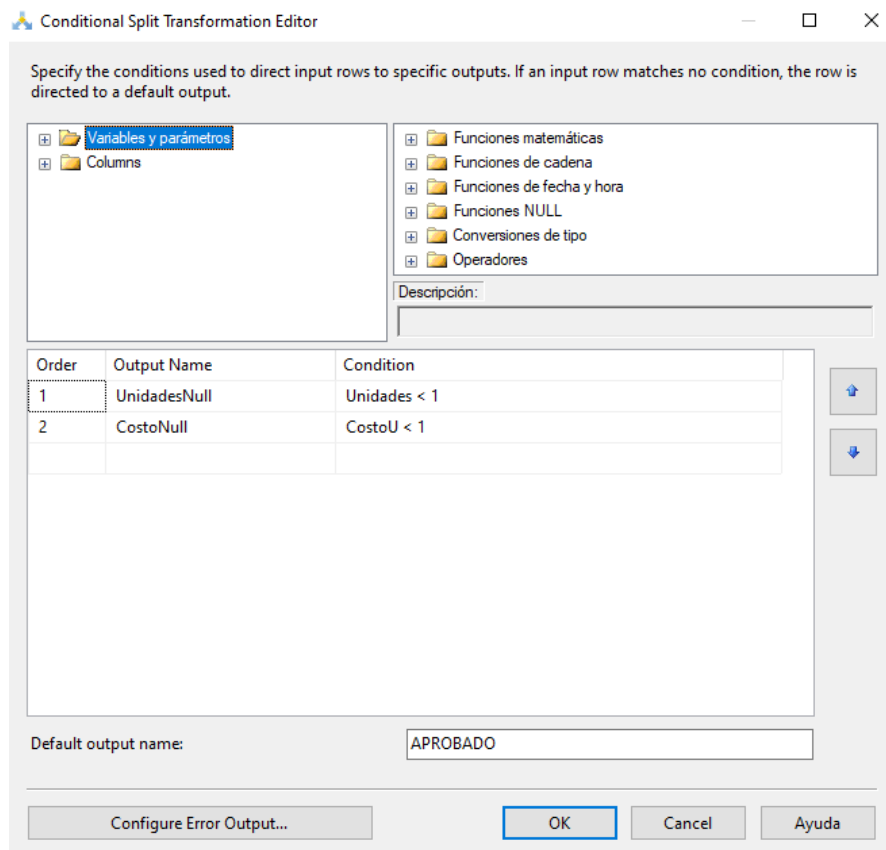 Conditional Split Transformation Editor
Specify the conditions used to direct input rows to specific outputs. If an input row matches no condition, the row is
directed to a default output.
Variables y parámetros
Columns
Funciones matemáticas
Funciones de cadena
Funciones de fecha y hora
Funciones NULL
Conversiones de tipo
Operadores
Descripción:
Order Output Name Condition
1 UnidadesNull Unidades < 1
2 CostoNull CostoU < 1
Default output name: APROBADO
Configure Error Output... OK Cancel Ayuda